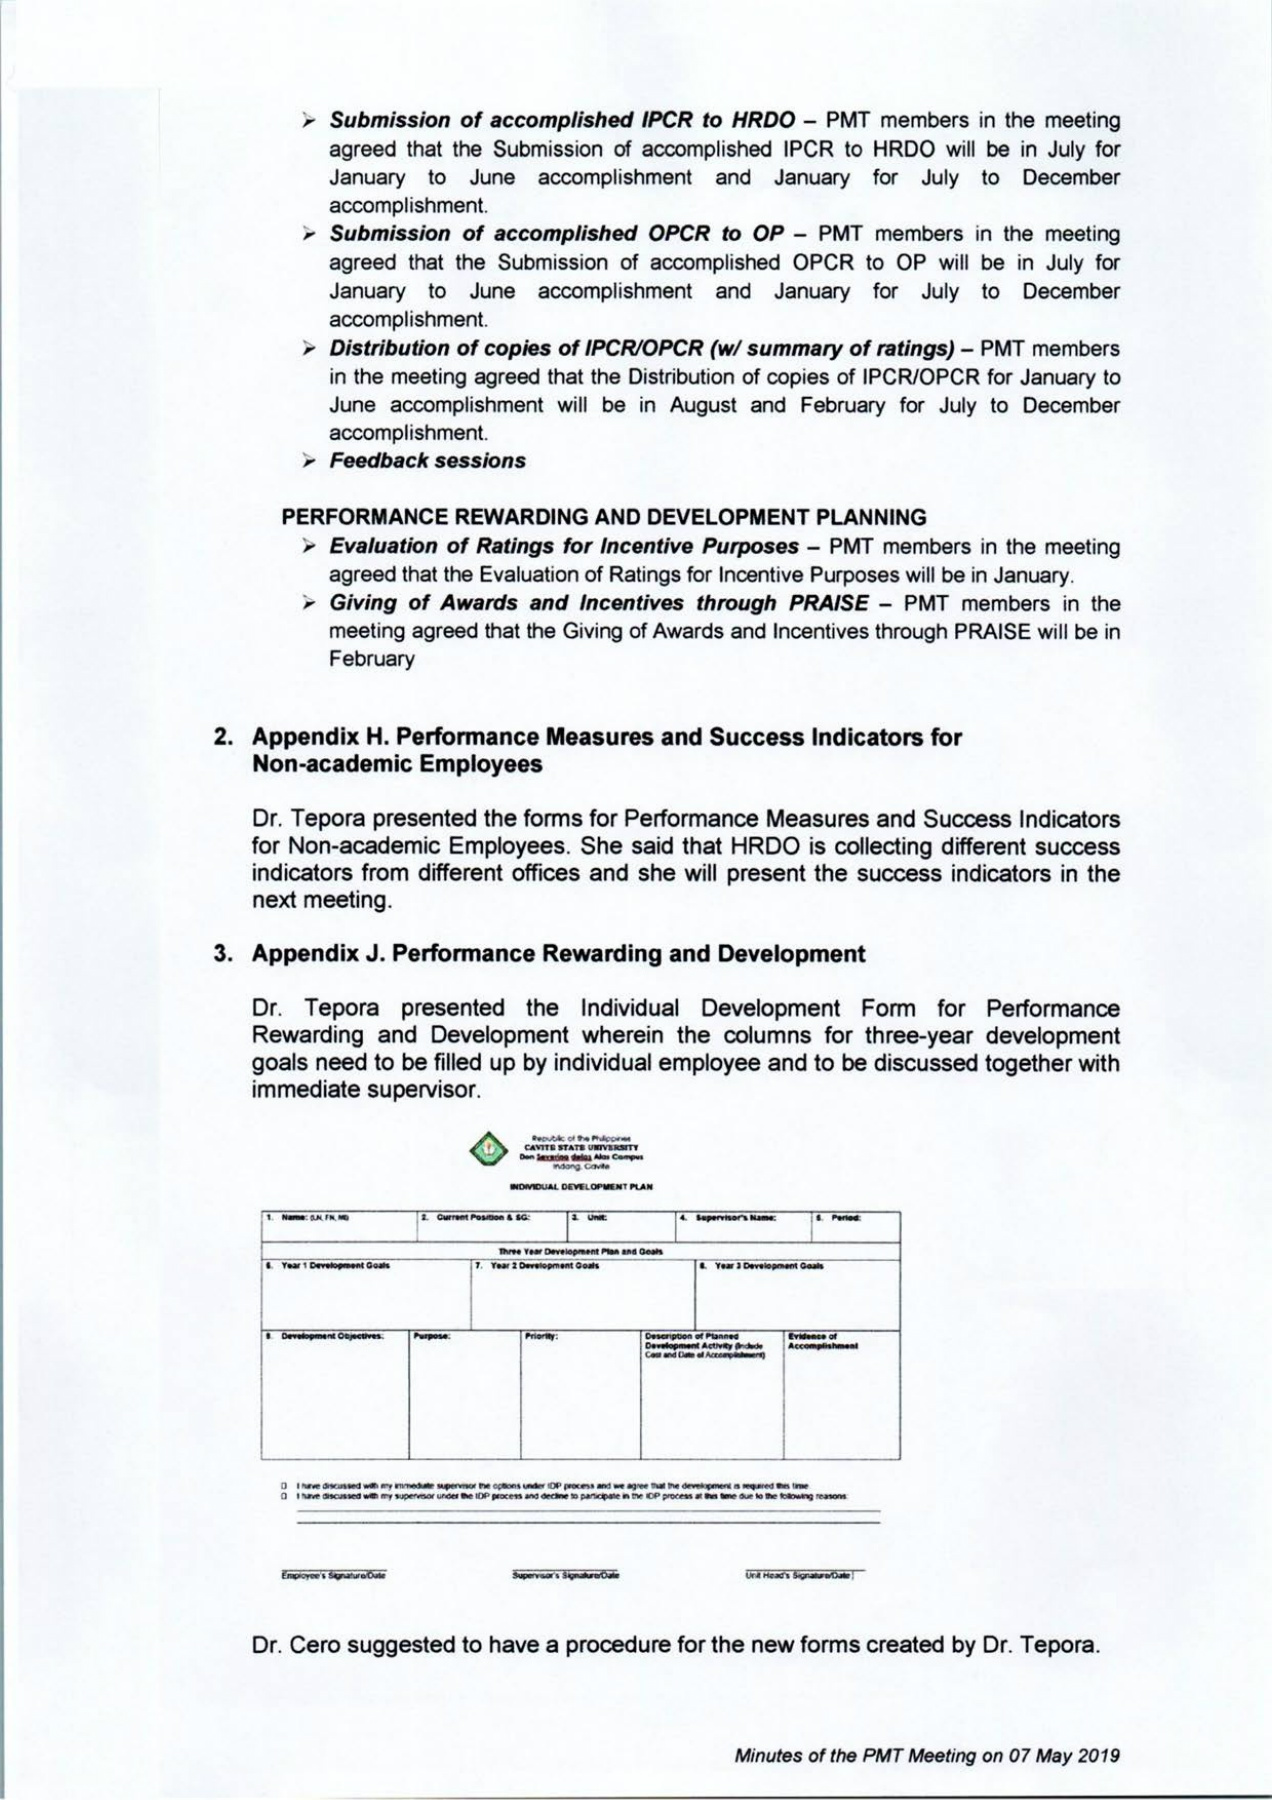 ➢ Submission of accomplished IPCR to HRDO – PMT members in the meeting
agreed that the Submission of accomplished IPCR to HRDO will be in July for
January to June accomplishment and January for July to December
accomplishment.
➢ Submission of accomplished OPCR to OP – PMT members in the meeting
agreed that the Submission of accomplished OPCR to OP will be in July for
January to June accomplishment and January for July to December
accomplishment.
➢ Distribution of copies of IPCR/OPCR (w/ summary of ratings) – PMT members
in the meeting agreed that the Distribution of copies of IPCR/OPCR for January to
June accomplishment will be in August and February for July to December
accomplishment.
➢ Feedback sessions
PERFORMANCE REWARDING AND DEVELOPMENT PLANNING
➢ Evaluation of Ratings for Incentive Purposes – PMT members in the meeting
agreed that the Evaluation of Ratings for Incentive Purposes will be in January.
➢ Giving of Awards and Incentives through PRAISE – PMT members in the
meeting agreed that the Giving of Awards and Incentives through PRAISE will be in
February
2. Appendix H. Performance Measures and Success Indicators for
Non-academic Employees
Dr. Tepora presented the forms for Performance Measures and Success Indicators
for Non-academic Employees. She said that HRDO is collecting different success
indicators from different offices and she will present the success indicators in the
next meeting.
3. Appendix J. Performance Rewarding and Development
Dr. Tepora presented the Individual Development Form for Performance
Rewarding and Development wherein the columns for three-year development
goals need to be filled up by individual employee and to be discussed together with
immediate supervisor.
Republic of the Philippines
CAVITE STATE UNIVERSITY
Don Severino delas Alas Campus
Indang, Cavite
INDIVIDUAL DEVELOPMENT PLAN
1. Name: (LN, FN, MI) 2. Current Position & SG: 3. Unit: 4. Supervisor's Name: 5. Period:
Three Year Development Plan and Goals
6. Year 1 Development Goals 7. Year 2 Development Goals 8. Year 3 Development Goals
9. Development Objectives: Purpose: Priority: Description of Planned Evidence of
Development Activity (Include Accomplishment
Cost and Date of Accomplishment)
I have discussed with my immediate supervisor the options under IDP process and we agree that the development is required this time
I have discussed with my supervisor under the IDP process and decline to participate in the IDP process at this time due to the following reasons:
Employee's Signature/Date Supervisor's Signature/Date Unit Head's Signature/Date
Dr. Cero suggested to have a procedure for the new forms created by Dr. Tepora.
Minutes of the PMT Meeting on 07 May 2019